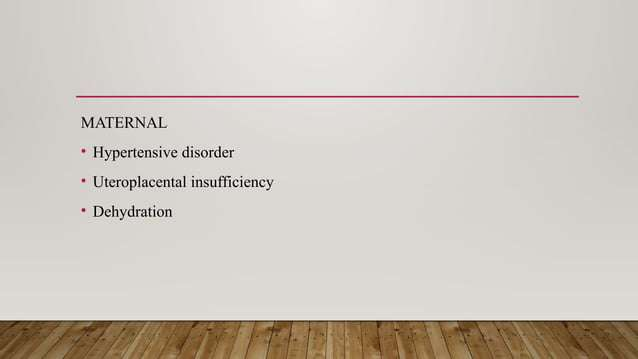 MATERNAL
• Hypertensive disorder
• Uteroplacental insufficiency
• Dehydration